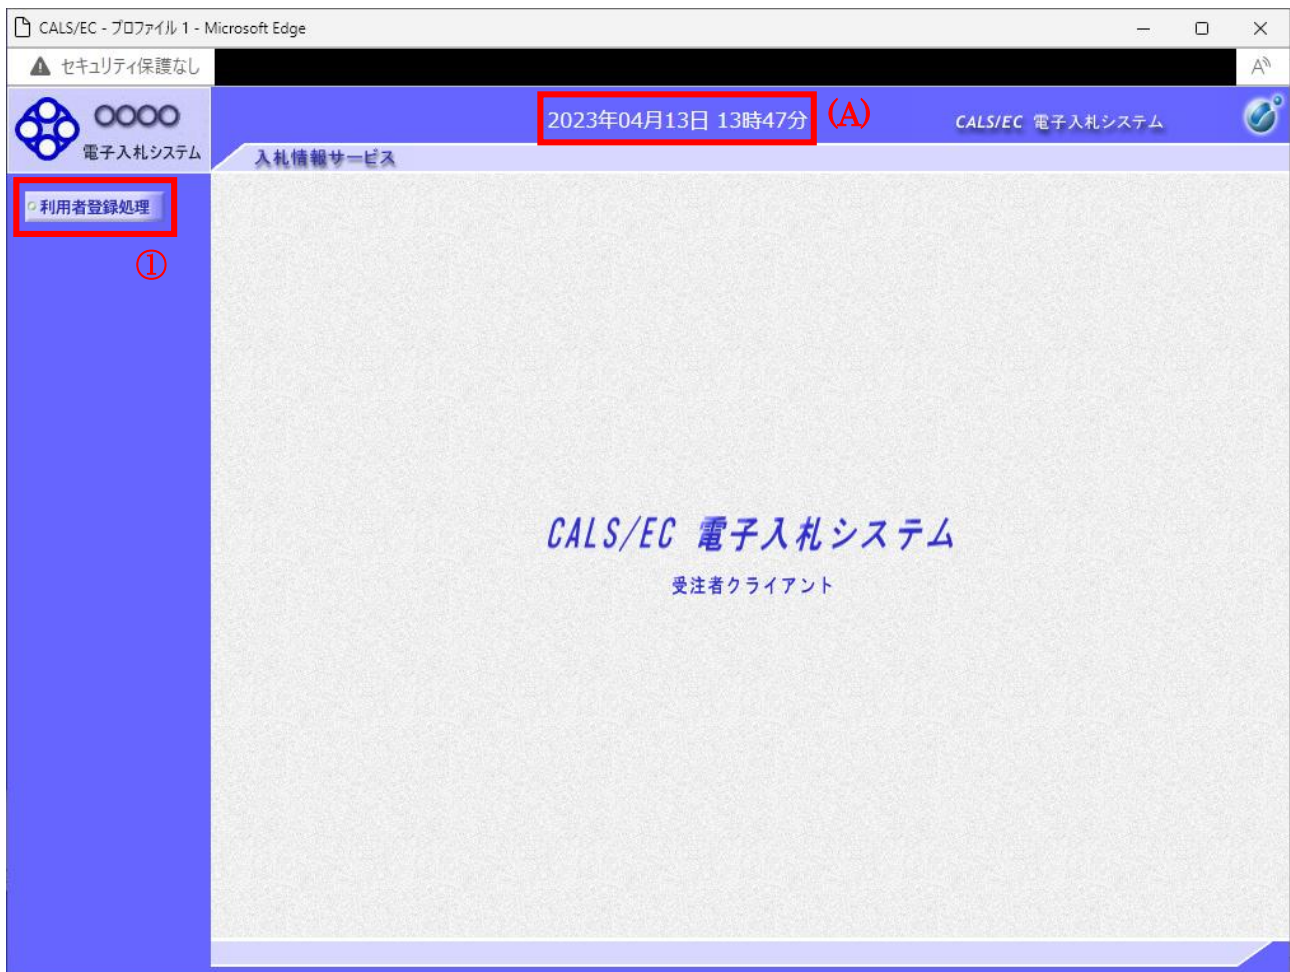 CALS/EC - プロファイル 1 - Microsoft Edge
セキュリティ保護なし
A
〇〇〇〇
電子入札システム
2023年04月13日 13時47分
(A)
CALS/EC 電子入札システム
入札情報サービス
利用者登録処理
①
CALS/EC 電子入札システム
受注者クライアント